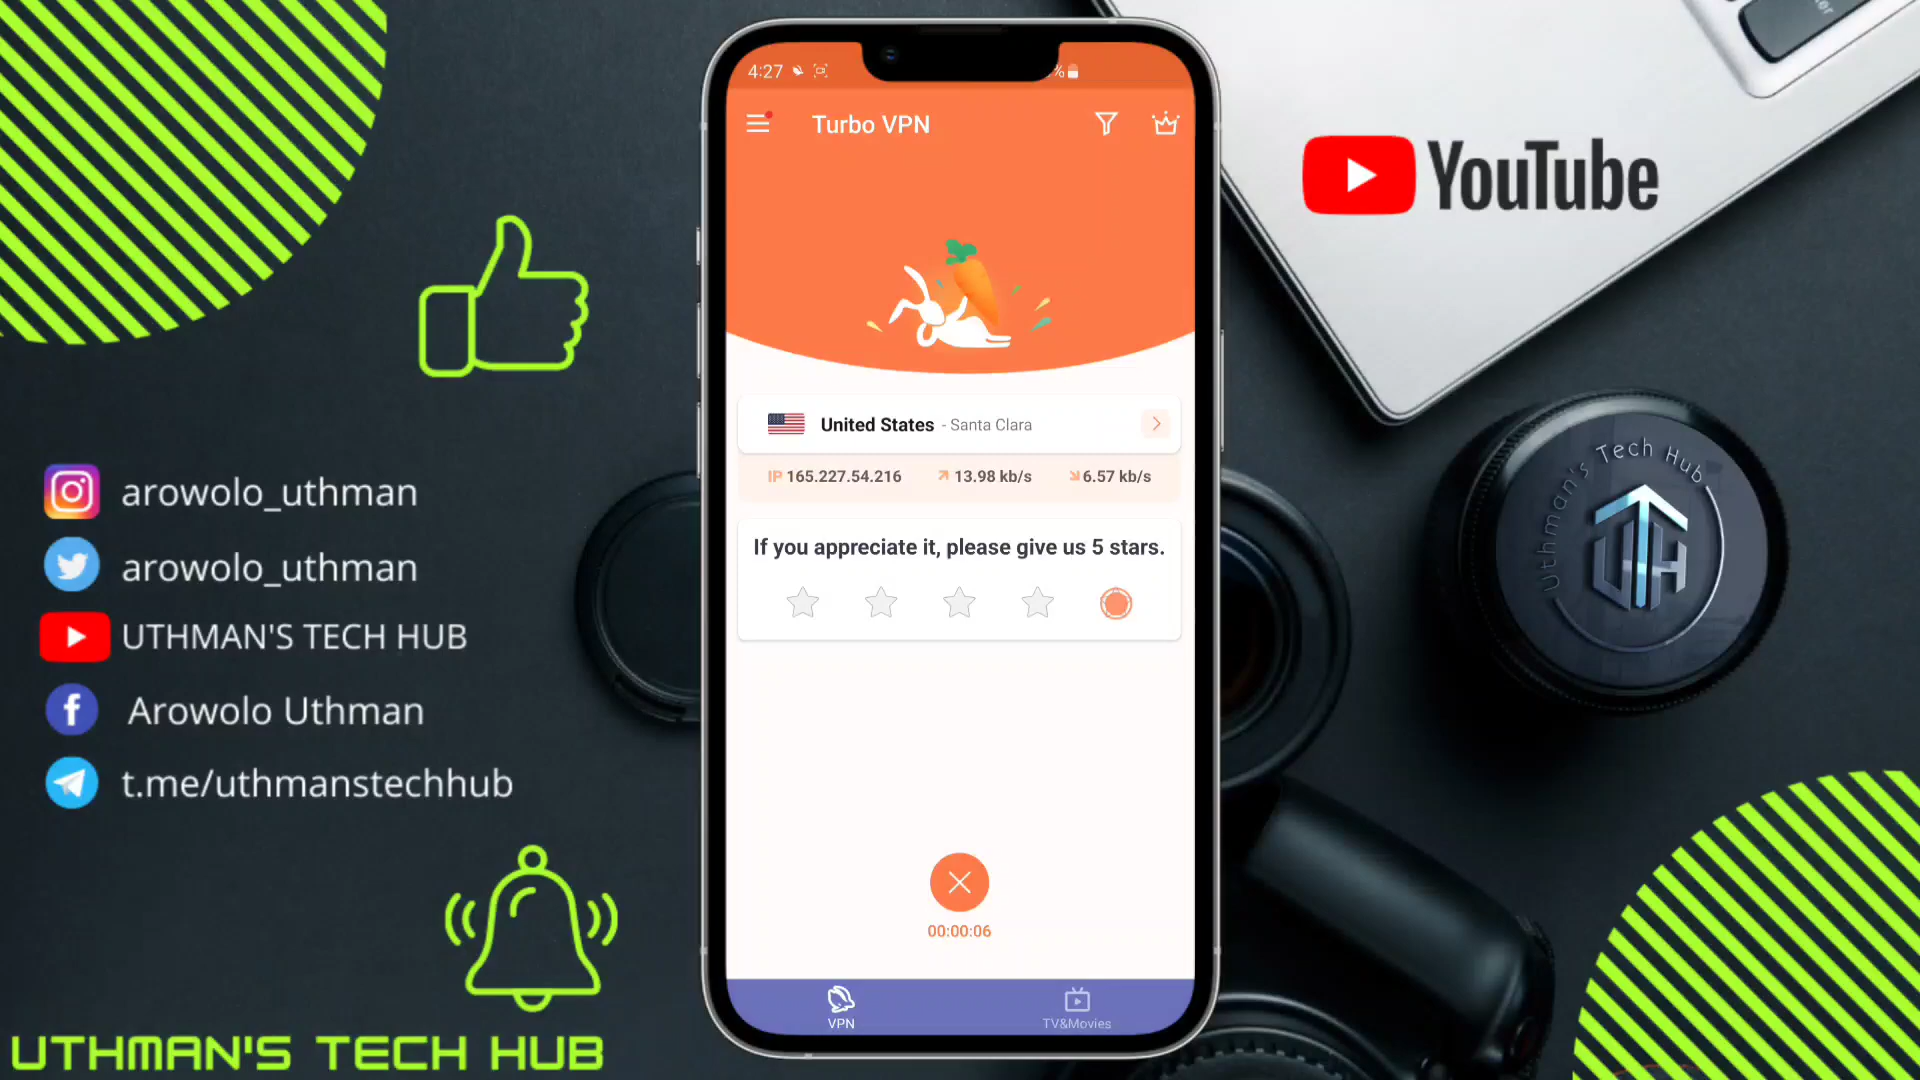 4:27
%
Turbo VPN
United States - Santa Clara
IP 165.227.54.216 13.98 kb/s 6.57 kb/s
If you appreciate it, please give us 5 stars.
00:00:06
VPN
TV&Movies
arowolo_uthman
arowolo_uthman
UTHMAN'S TECH HUB
Arowolo Uthman
t.me/uthmanstechhub
UTHMAN'S TECH HUB
YouTube
Uthman's Tech Hub
UTH